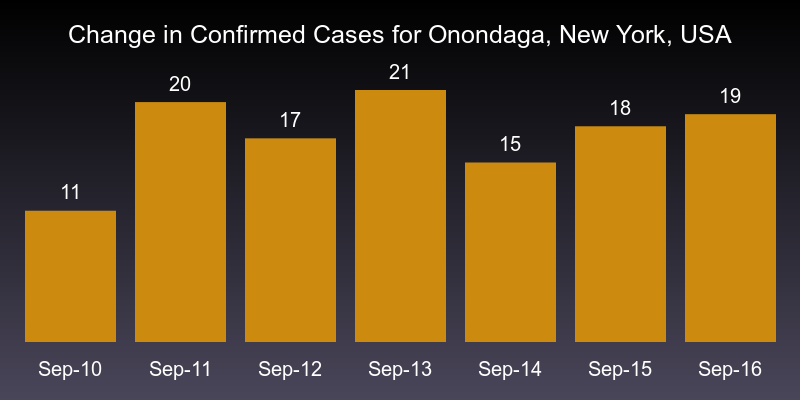 Change in Confirmed Cases for Onondaga, New York, USA
11
20
17
21
15
18
19
Sep-10
Sep-11
Sep-12
Sep-13
Sep-14
Sep-15
Sep-16